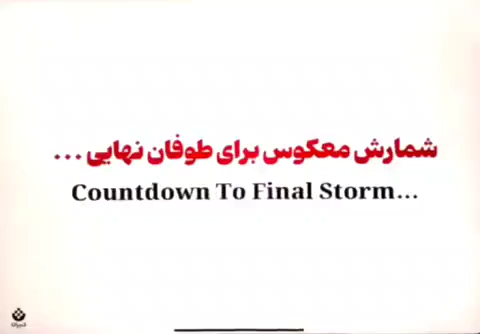 شمارش معکوس برای طوفان نهایی ...
Countdown To Final Storm...